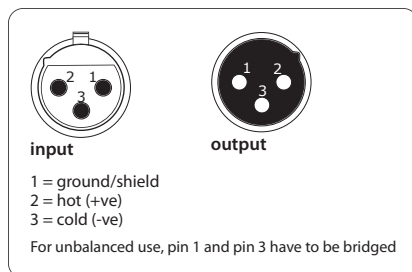 2 1
3
1 2
3
input output
1 = ground/shield
2 = hot (+ve)
3 = cold (-ve)
For unbalanced use, pin 1 and pin 3 have to be bridged